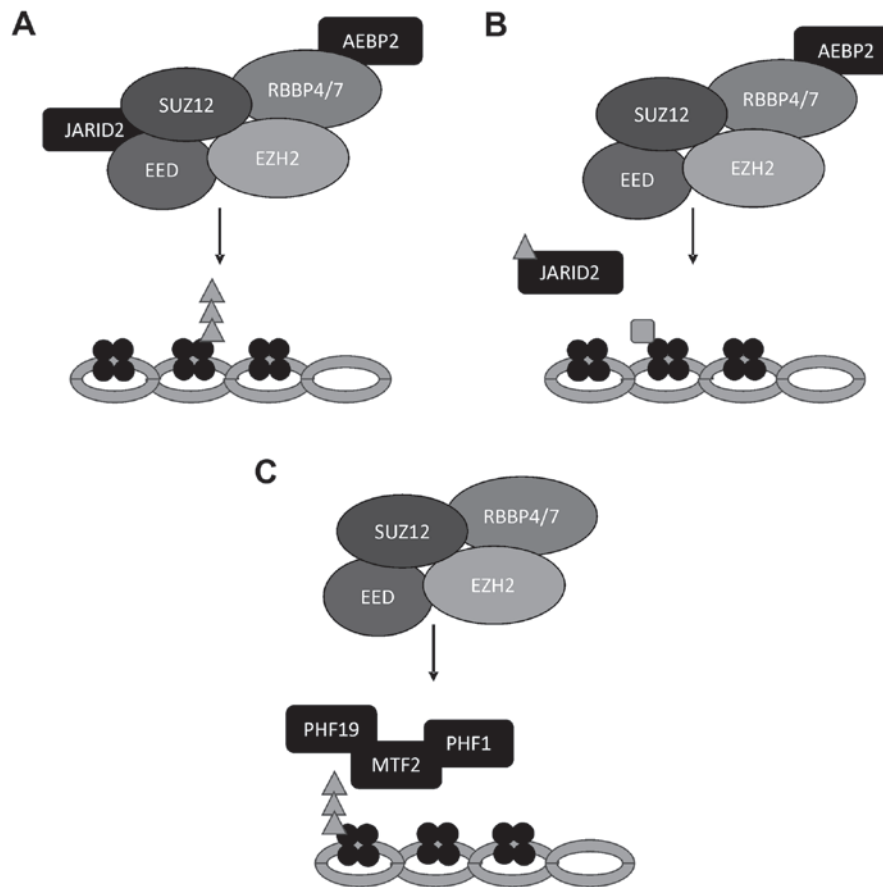 A
AEBP2
RBBP4/7
SUZ12
JARID2
EZH2
EED
B
AEBP2
RBBP4/7
SUZ12
EZH2
EED
JARID2
C
RBBP4/7
SUZ12
EZH2
EED
PHF19
PHF1
MTF2